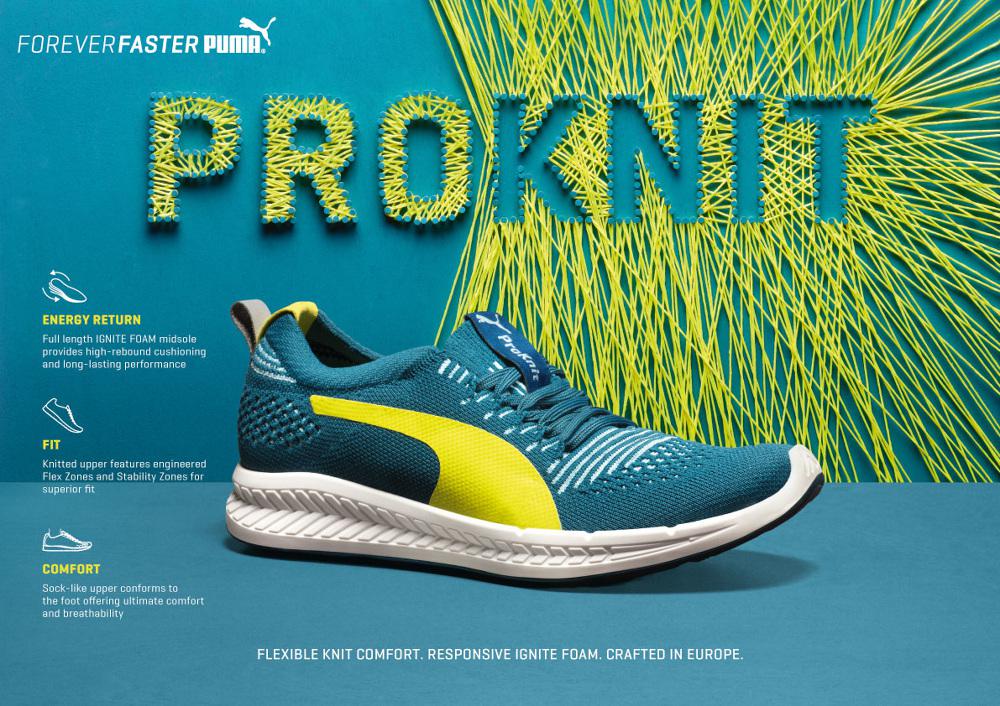 FOREVER FASTER PUMA®
PROKNIT
ENERGY RETURN
Full length IGNITE FOAM midsole
provides high-rebound cushioning
and long-lasting performance
FIT
Knitted upper features engineered
Flex Zones and Stability Zones for
superior fit
COMFORT
Sock-like upper conforms to
the foot offering ultimate comfort
and breathability
ProKnit
FLEXIBLE KNIT COMFORT. RESPONSIVE IGNITE FOAM. CRAFTED IN EUROPE.